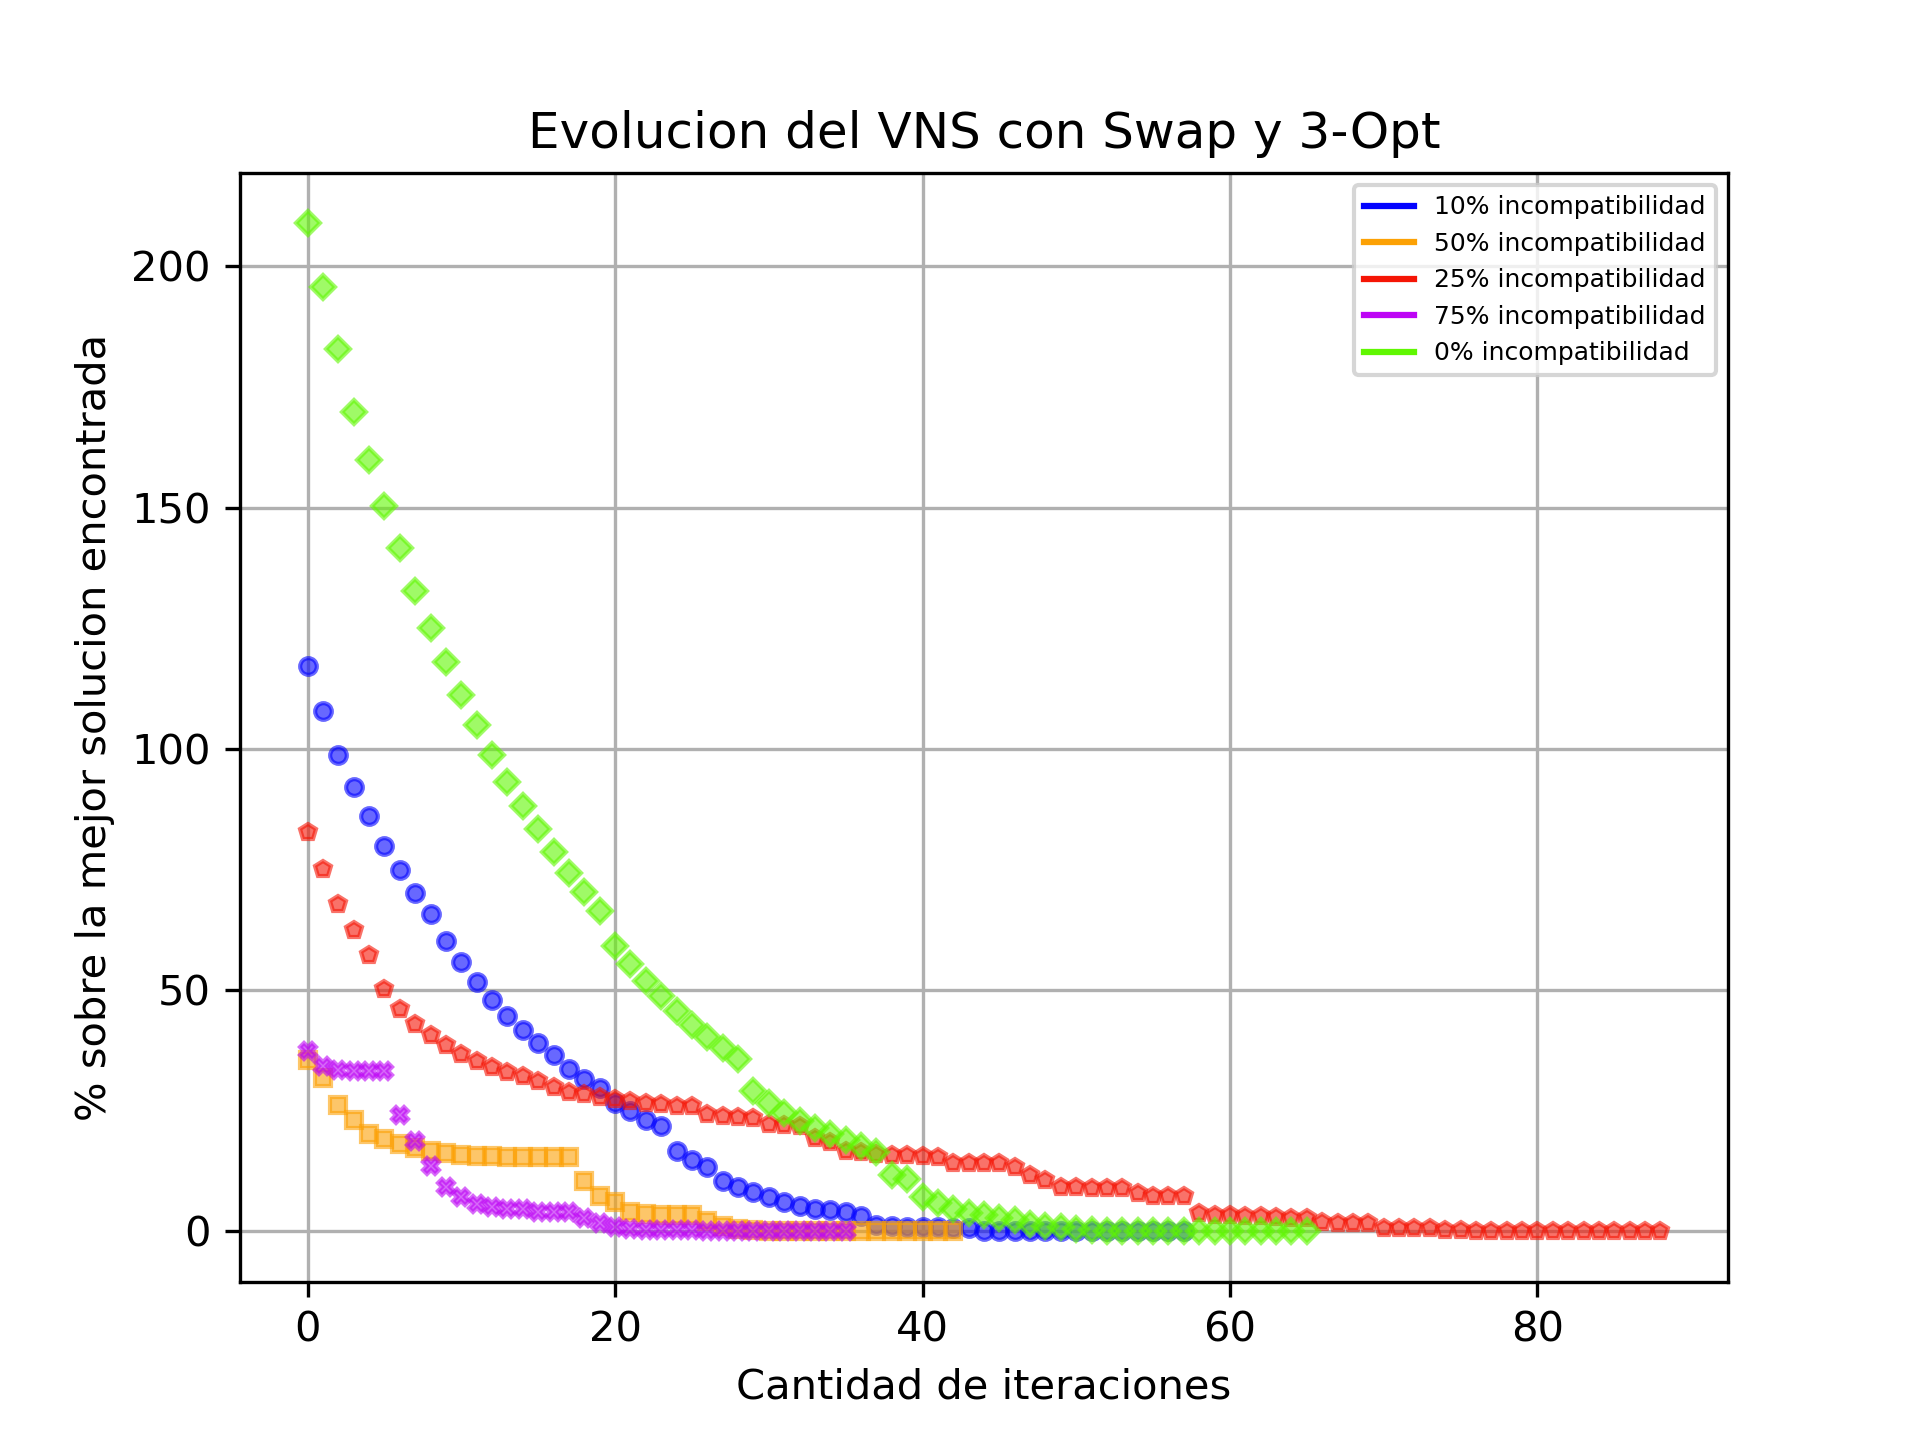 Evolucion del VNS con Swap y 3-Opt
10% incompatibilidad
50% incompatibilidad
25% incompatibilidad
75% incompatibilidad
0% incompatibilidad
% sobre la mejor solucion encontrada
200
150
100
50
0
0 20 40 60 80
Cantidad de iteraciones